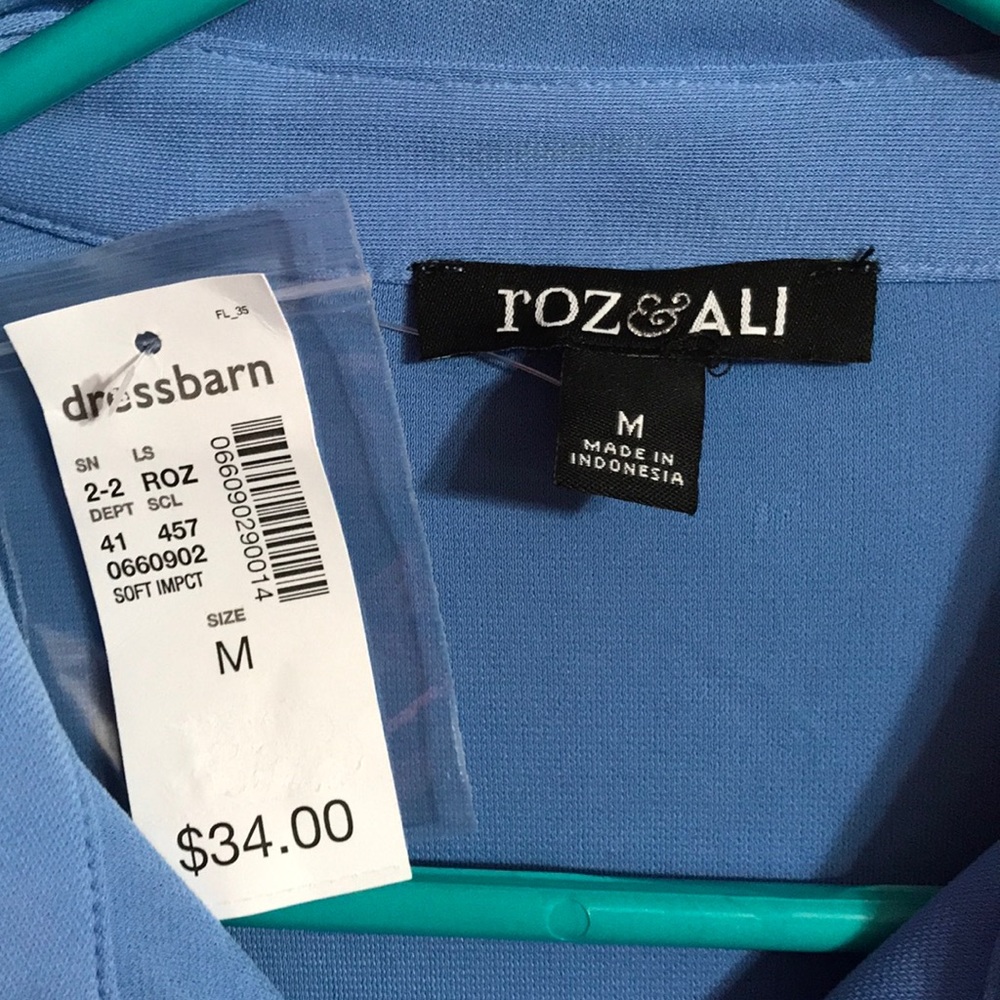 FL_35
dressbarn
SN LS
2-2 ROZ
DEPT SCL
41 457
0660902
SOFT IMPCT
066090290014
SIZE
M
$34.00
roz&ALI
M
MADE IN
INDONESIA